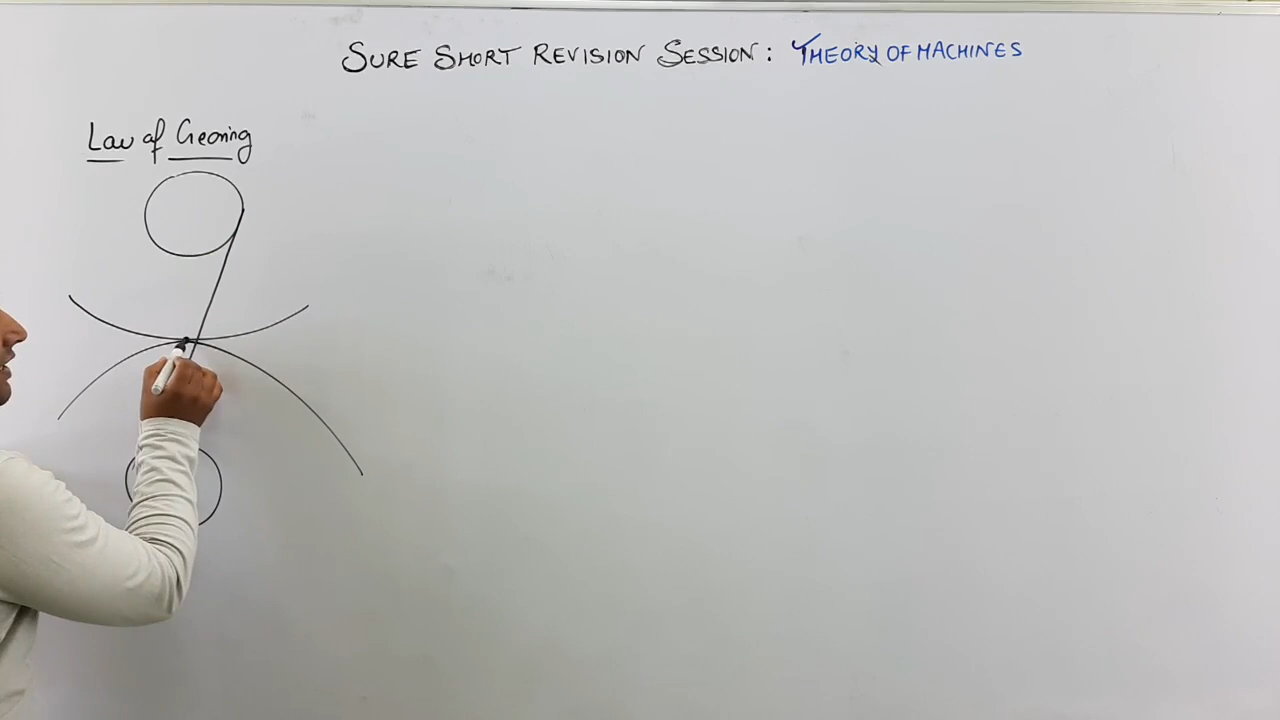 SURE SHORT REVISION SESSION: THEORY OF MACHINES
Law of Gearing